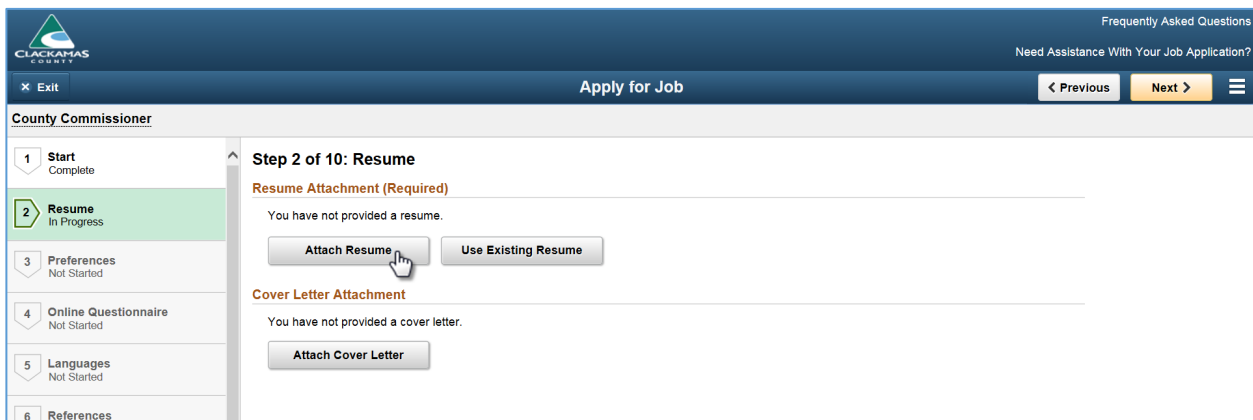 Frequently Asked Questions
CLACKAMAS
COUNTY
Need Assistance With Your Job Application?
× Exit
Apply for Job
< Previous
Next >
County Commissioner
1 Start
Complete
2 Resume
In Progress
3 Preferences
Not Started
4 Online Questionnaire
Not Started
5 Languages
Not Started
6 References
Step 2 of 10: Resume
Resume Attachment (Required)
You have not provided a resume.
Attach Resume
Use Existing Resume
Cover Letter Attachment
You have not provided a cover letter.
Attach Cover Letter